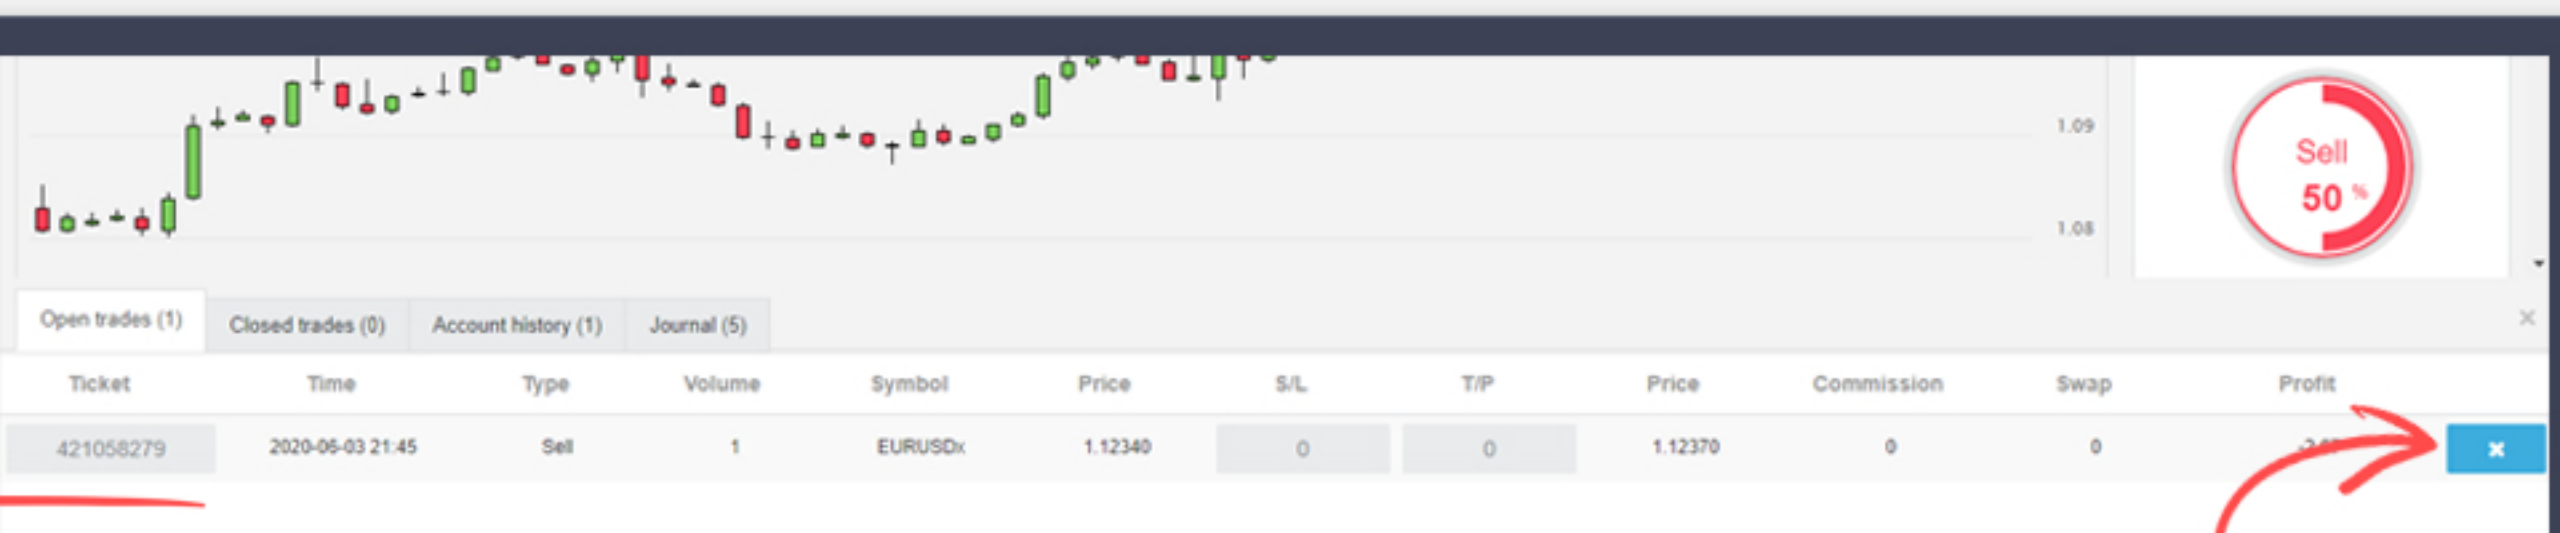 1.09
Sell
50 %
1.08
Open trades (1) Closed trades (0) Account history (1) Journal (5)
Ticket Time Type Volume Symbol Price S/L T/P Price Commission Swap Profit
421058279 2020-06-03 21:45 Sell 1 EURUSDx 1.12340 0 0 1.12370 0 0